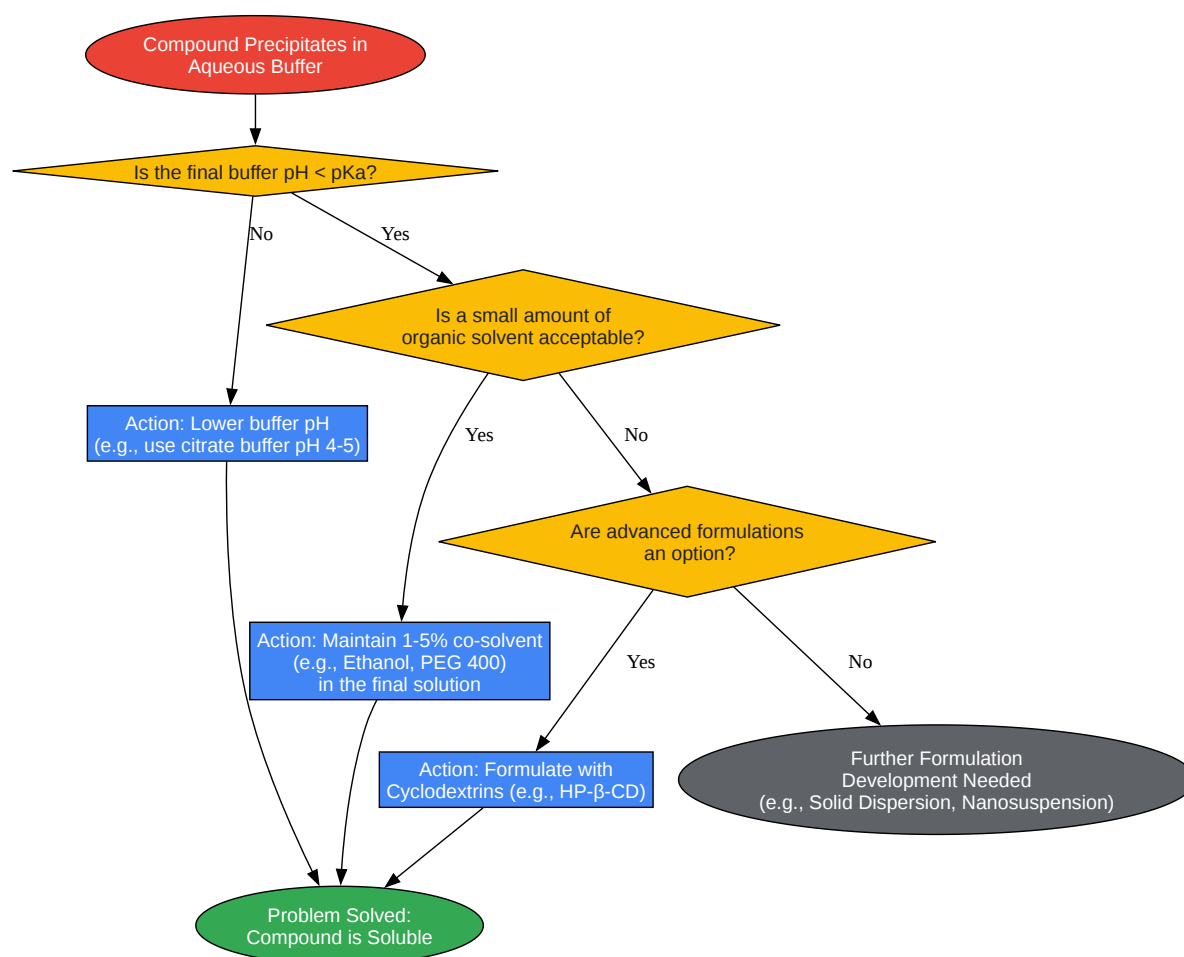 Compound Precipitates in
Aqueous Buffer
Is the final buffer pH < pKa?
No
Yes
Is a small amount of
organic solvent acceptable?
Action: Lower buffer pH
(e.g., use citrate buffer pH 4-5)
Yes
No
Are advanced formulations
an option?
Action: Maintain 1-5% co-solvent
(e.g., Ethanol, PEG 400)
in the final solution
Yes
No
Action: Formulate with
Cyclodextrins (e.g., HP-β-CD)
Further Formulation
Development Needed
(e.g., Solid Dispersion, Nanosuspension)
Problem Solved:
Compound is Soluble